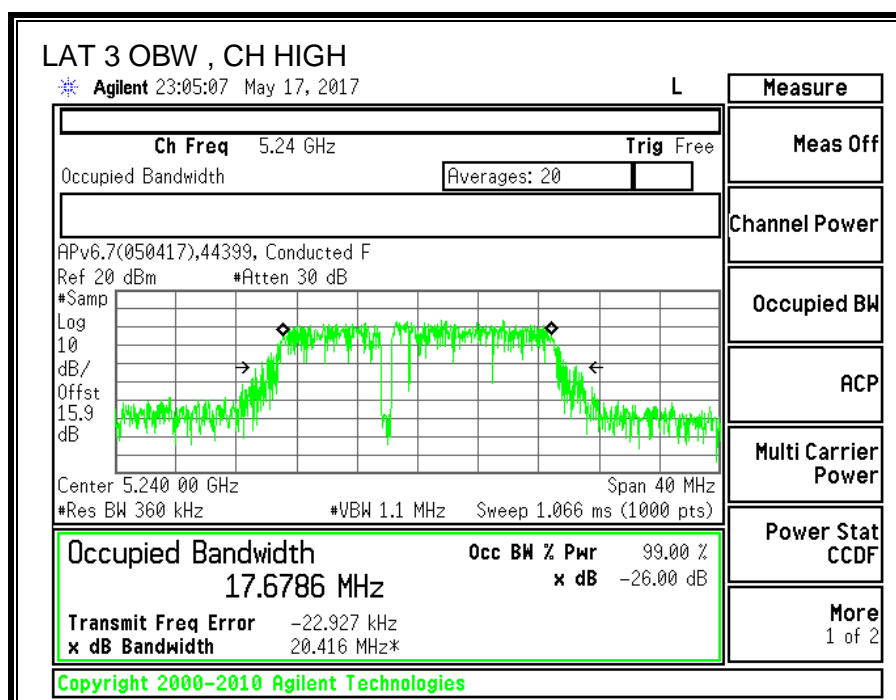 LAT 3 OBW , CH HIGH
Agilent 23:05:07 May 17, 2017 L
Measure
Ch Freq 5.24 GHz Trig Free
Meas Off
Occupied Bandwidth Averages: 20
Channel Power
APv6.7(050417),44399, Conducted F
Ref 20 dBm #Atten 30 dB
#Samp
Log
10
dB/
Offst
15.9
dB
Occupied BW
ACP
Multi Carrier
Power
Center 5.240 00 GHz Span 40 MHz
#Res BW 360 kHz #VBW 1.1 MHz Sweep 1.066 ms (1000 pts)
Power Stat
CCDF
Occupied Bandwidth Occ BW % Pwr 99.00 %
17.6786 MHz x dB -26.00 dB
Transmit Freq Error -22.927 kHz
x dB Bandwidth 20.416 MHz*
More
1 of 2
Copyright 2000-2010 Agilent Technologies